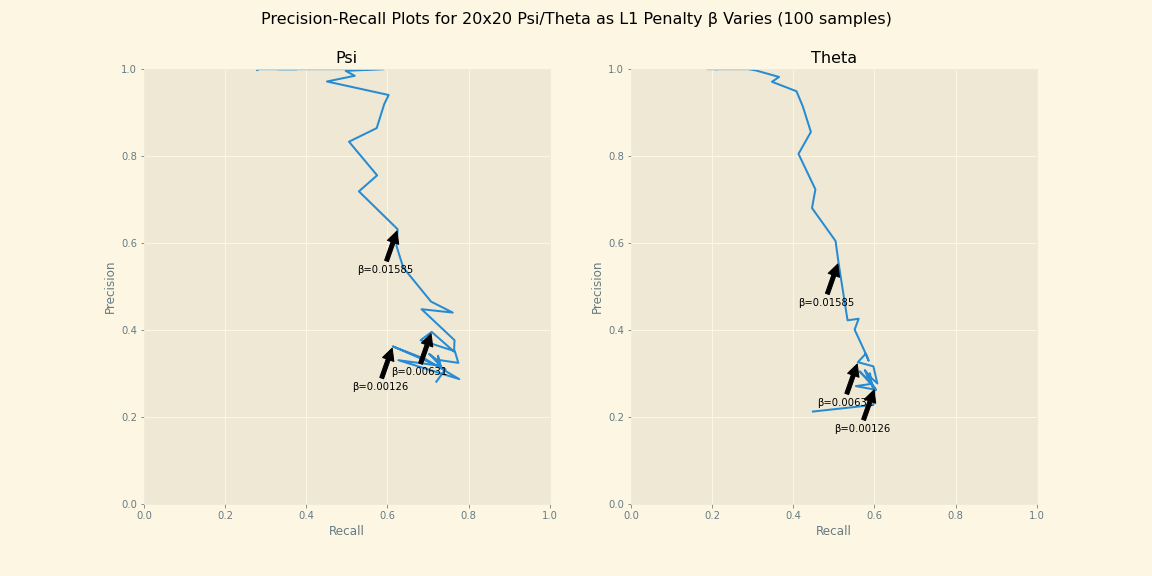 Precision-Recall Plots for 20x20 Psi/Theta as L1 Penalty β Varies (100 samples)
Psi
Theta
Precision
1.0
0.8
0.6
0.4
0.2
0.0
0.0 0.2 0.4 0.6 0.8 1.0
Recall
β=0.01585
β=0.00631
β=0.00126
Precision
1.0
0.8
0.6
0.4
0.2
0.0
0.0 0.2 0.4 0.6 0.8 1.0
Recall
β=0.01585
β=0.00631
β=0.00126